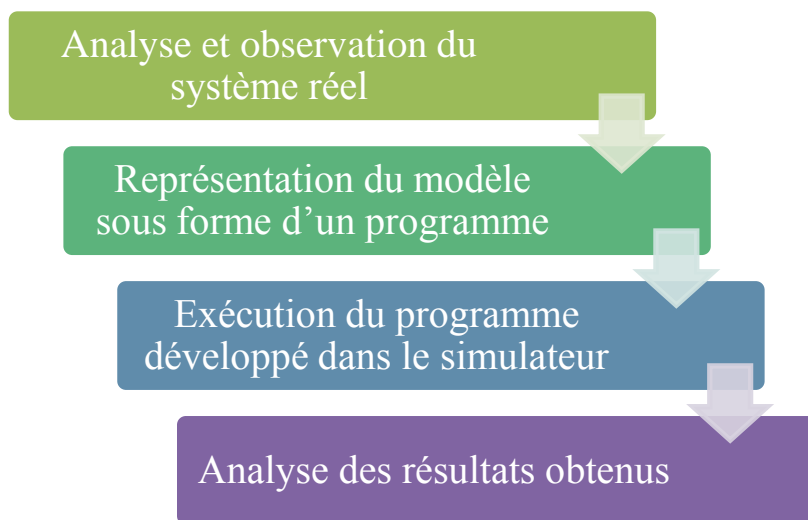 Analyse et observation du
système réel
Représentation du modèle
sous forme d’un programme
Exécution du programme
développé dans le simulateur
Analyse des résultats obtenus